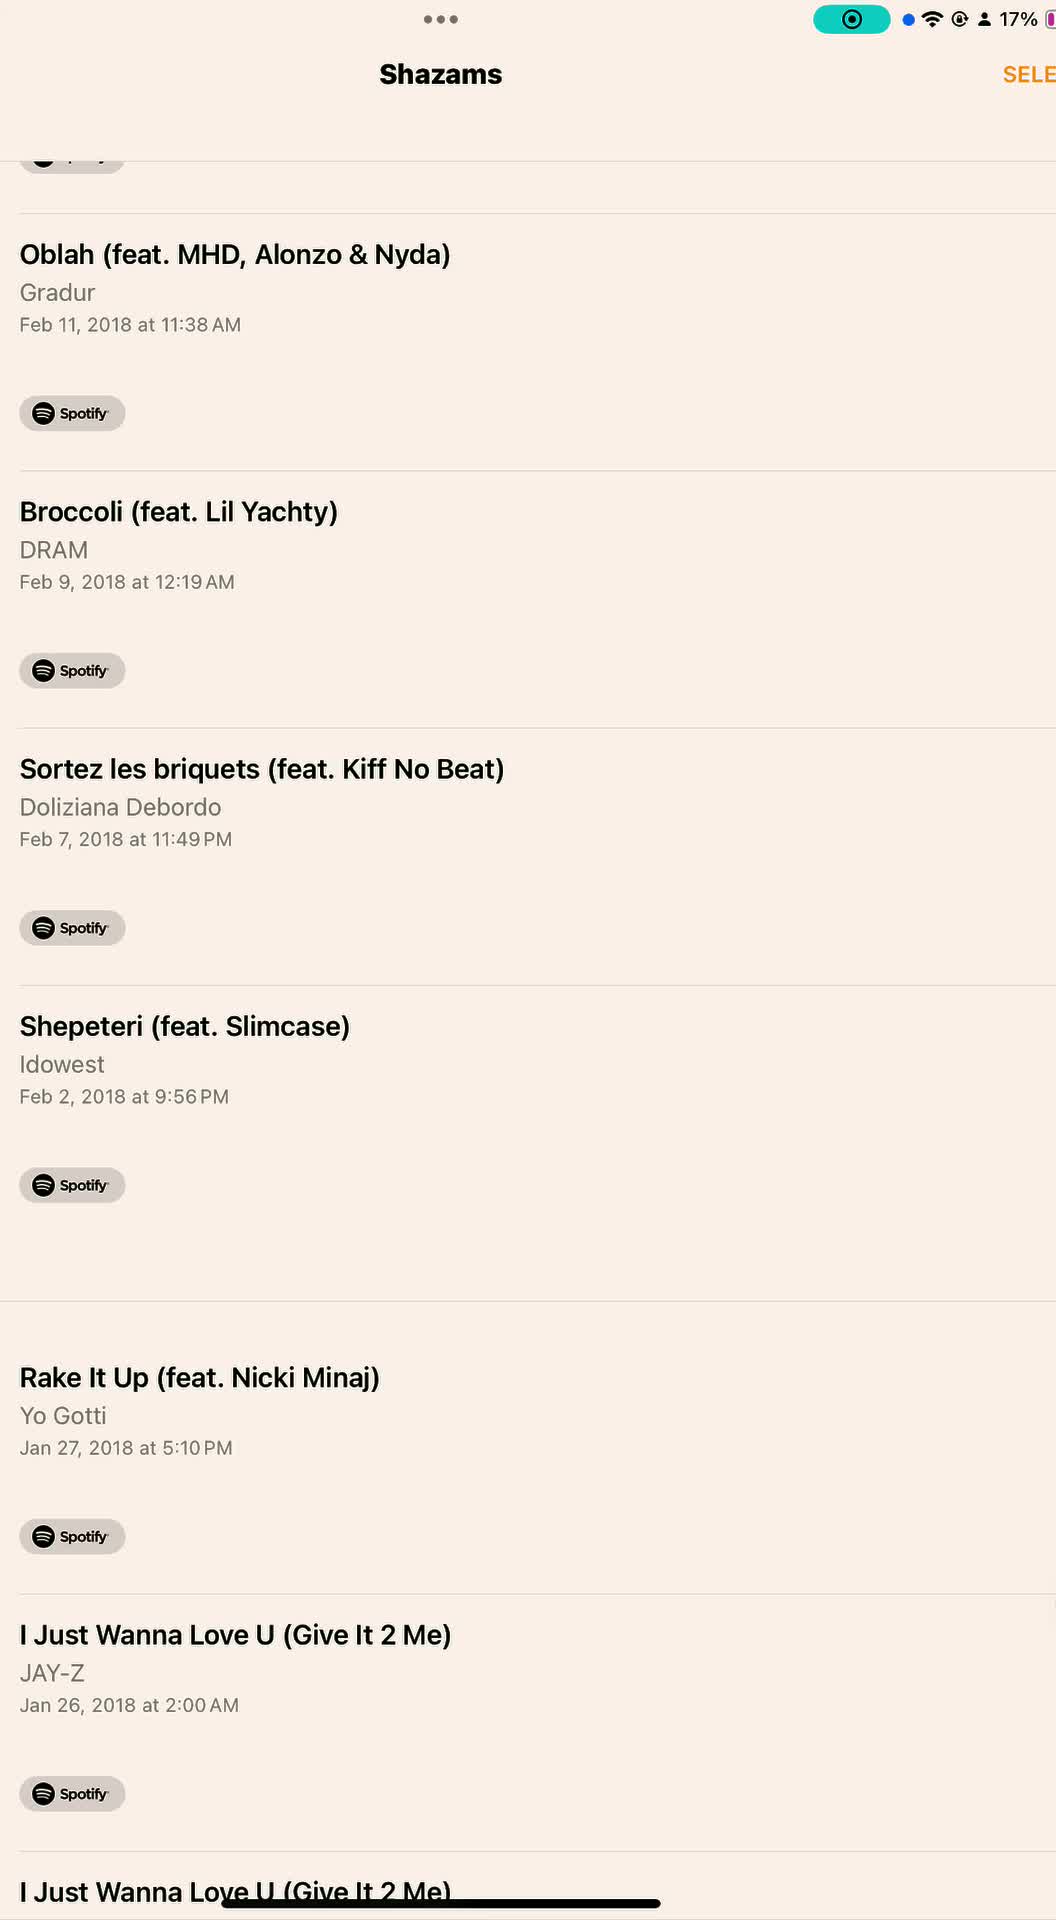 17%
Shazams
SELE
Oblah (feat. MHD, Alonzo & Nyda)
Gradur
Feb 11, 2018 at 11:38 AM
Spotify
Broccoli (feat. Lil Yachty)
DRAM
Feb 9, 2018 at 12:19 AM
Spotify
Sortez les briquets (feat. Kiff No Beat)
Doliziana Debordo
Feb 7, 2018 at 11:49 PM
Spotify
Shepeteri (feat. Slimcase)
Idowest
Feb 2, 2018 at 9:56 PM
Spotify
Rake It Up (feat. Nicki Minaj)
Yo Gotti
Jan 27, 2018 at 5:10 PM
Spotify
I Just Wanna Love U (Give It 2 Me)
JAY-Z
Jan 26, 2018 at 2:00 AM
Spotify
I Just Wanna Love U (Give It 2 Me)